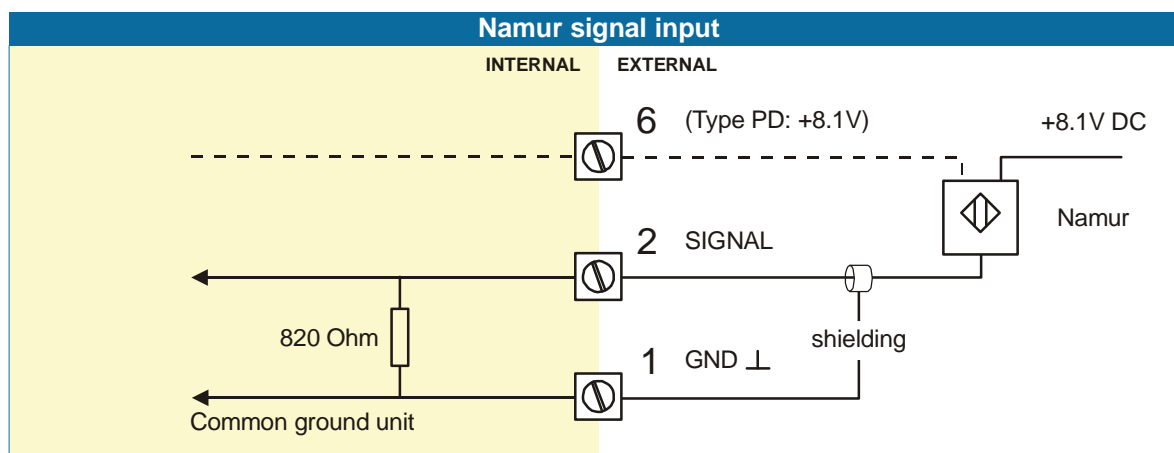 Namur signal input
INTERNAL EXTERNAL
6 (Type PD: +8.1V) +8.1V DC
Namur
2 SIGNAL
820 Ohm
shielding
1 GND ⊥
Common ground unit